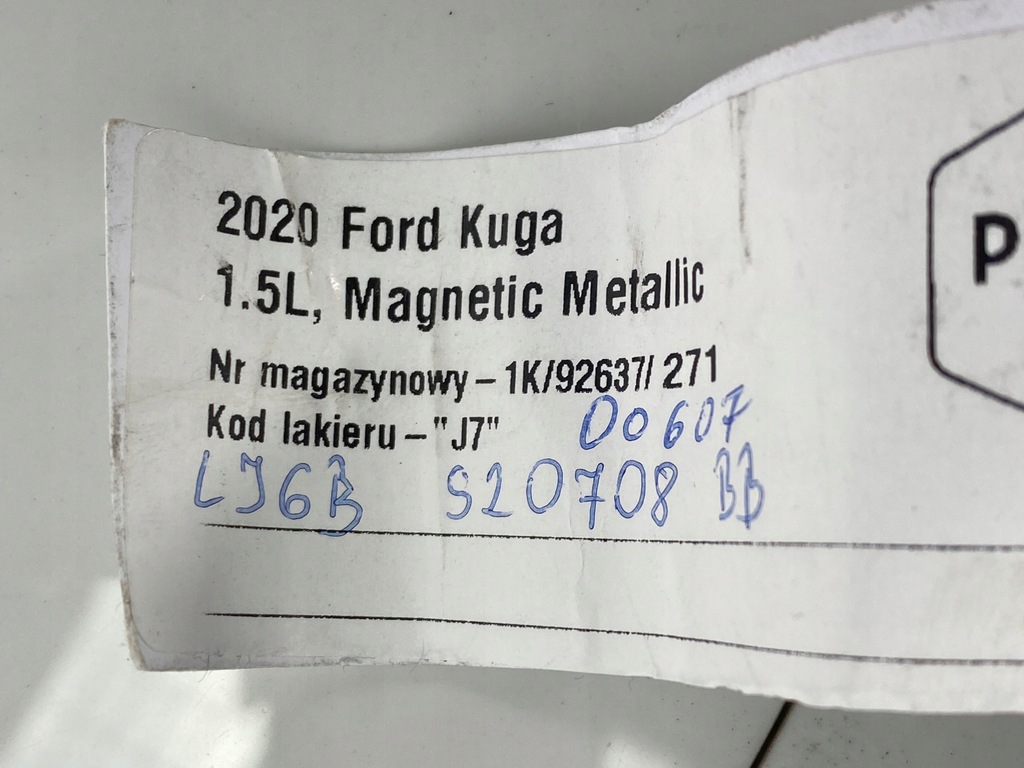 2020 Ford Kuga
1.5L, Magnetic Metallic
Nr magazynowy – 1K/92637/ 271
Kod lakieru – "J7" 00607
LJ6B S20708 BB
P